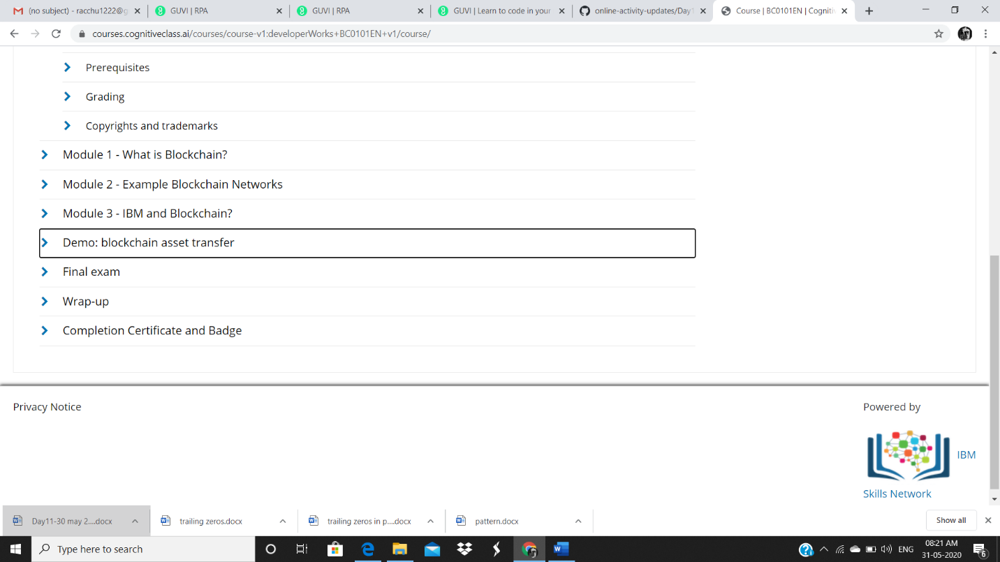 (no subject) - racchu1222@g
GUVI | RPA
GUVI | RPA
GUVI | Learn to code in your
online-activity-updates/Day1
Course | BC0101EN | Cogniti
courses.cognitiveclass.ai/courses/course-v1:developerWorks+BC0101EN+v1/course/
Prerequisites
Grading
Copyrights and trademarks
Module 1 - What is Blockchain?
Module 2 - Example Blockchain Networks
Module 3 - IBM and Blockchain?
Demo: blockchain asset transfer
Final exam
Wrap-up
Completion Certificate and Badge
Privacy Notice
Powered by
IBM
Skills Network
Day11-30 may 2....docx
trailing zeros.docx
trailing zeros in p....docx
pattern.docx
Show all
Type here to search
ENG
08:21 AM
31-05-2020
6